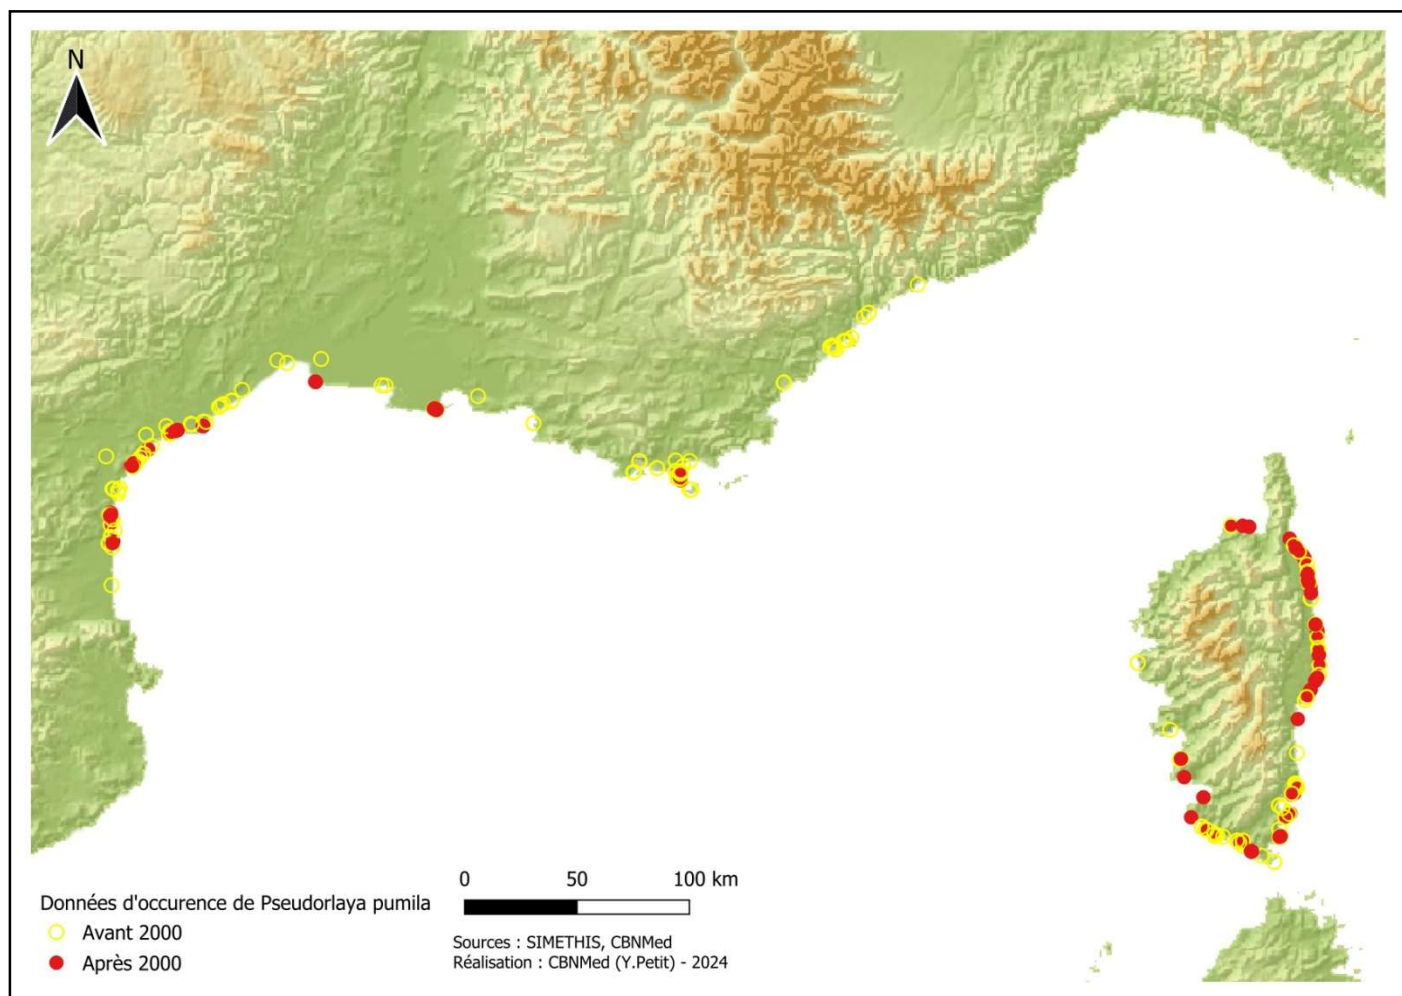 N
0 50 100 km
Données d'occurence de Pseudorlaya pumila
Avant 2000
Après 2000
Sources : SIMETHIS, CBNMed
Réalisation : CBNMed (Y.Petit) - 2024